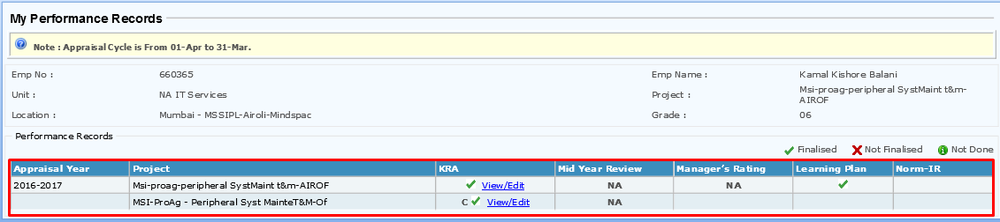 My Performance Records
Note : Appraisal Cycle is From 01-Apr to 31-Mar.
Emp No : 660365 Emp Name : Kamal Kishore Balani
Unit : NA IT Services Project : Msi-proag-peripheral SystMaint t&m-
AIROF
Location : Mumbai - MSSIPL-Airoli-Mindspac Grade : 06
Performance Records
Finalised Not Finalised Not Done
Appraisal Year Project KRA Mid Year Review Manager's Rating Learning Plan Norm-IR
2016-2017 Msi-proag-peripheral SystMaint t&m-AIROF View/Edit NA NA
MSI-ProAg - Peripheral Syst MainteT&M-Of C View/Edit NA